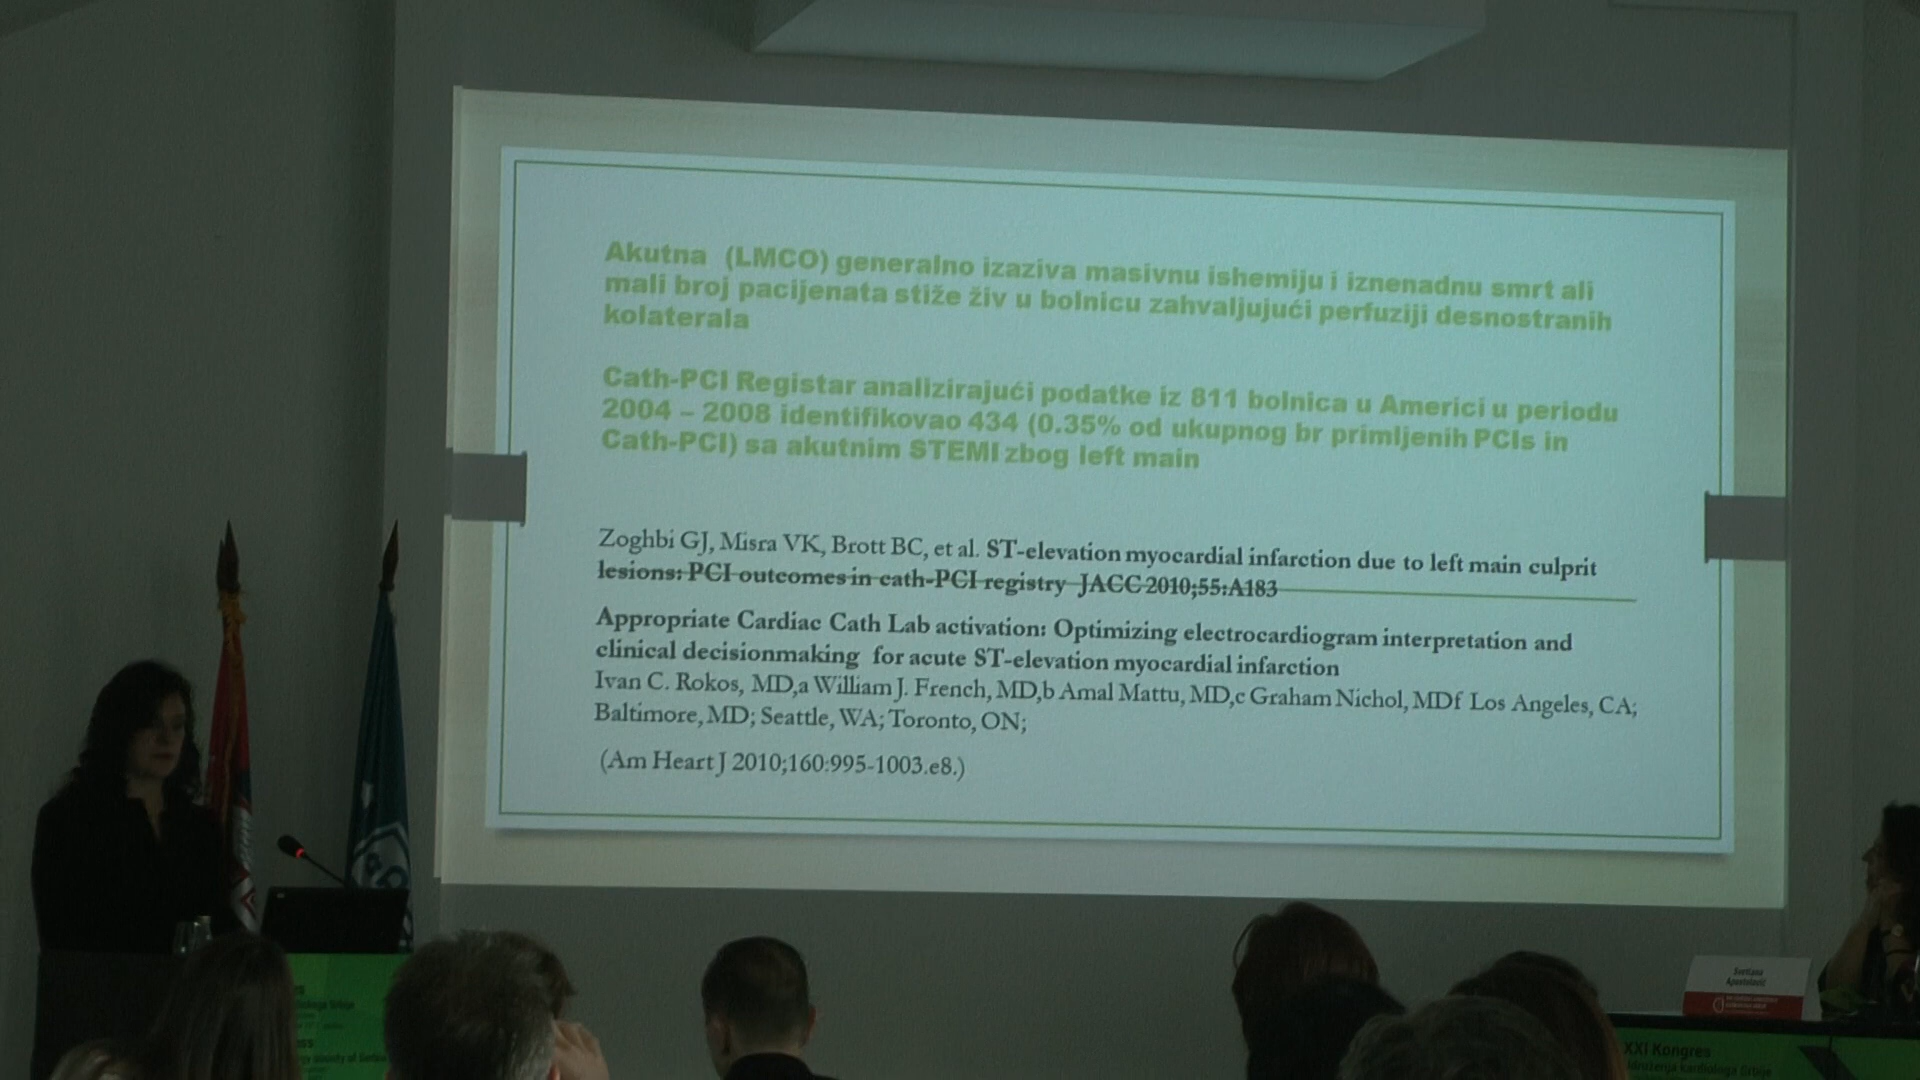 Akutna (LMCO) generalno izaziva masivnu ishemiju i iznenadnu smrt ali
mali broj pacijenata stiže živ u bolnicu zahvaljujući perfuziji desnostranih
kolaterala
Cath-PCI Registar analizirajući podatke iz 811 bolnica u Americi u periodu
2004 – 2008 identifikovao 434 (0.35% od ukupnog br primljenih PCIs in
Cath-PCI) sa akutnim STEMI zbog left main
Zoghbi GJ, Misra VK, Brott BC, et al. ST-elevation myocardial infarction due to left main culprit
lesions: PCI outcomes in cath-PCI registry JACC 2010;55:A183
Appropriate Cardiac Cath Lab activation: Optimizing electrocardiogram interpretation and
clinical decisionmaking for acute ST-elevation myocardial infarction
Ivan C. Rokos, MD,a William J. French, MD,b Amal Mattu, MD,c Graham Nichol, MDf Los Angeles, CA;
Baltimore, MD; Seattle, WA; Toronto, ON;
(Am Heart J 2010;160:995-1003.e8.)
Svetlana
Apostolović
XXI Kongres
Udruženja kardiologa Srbije